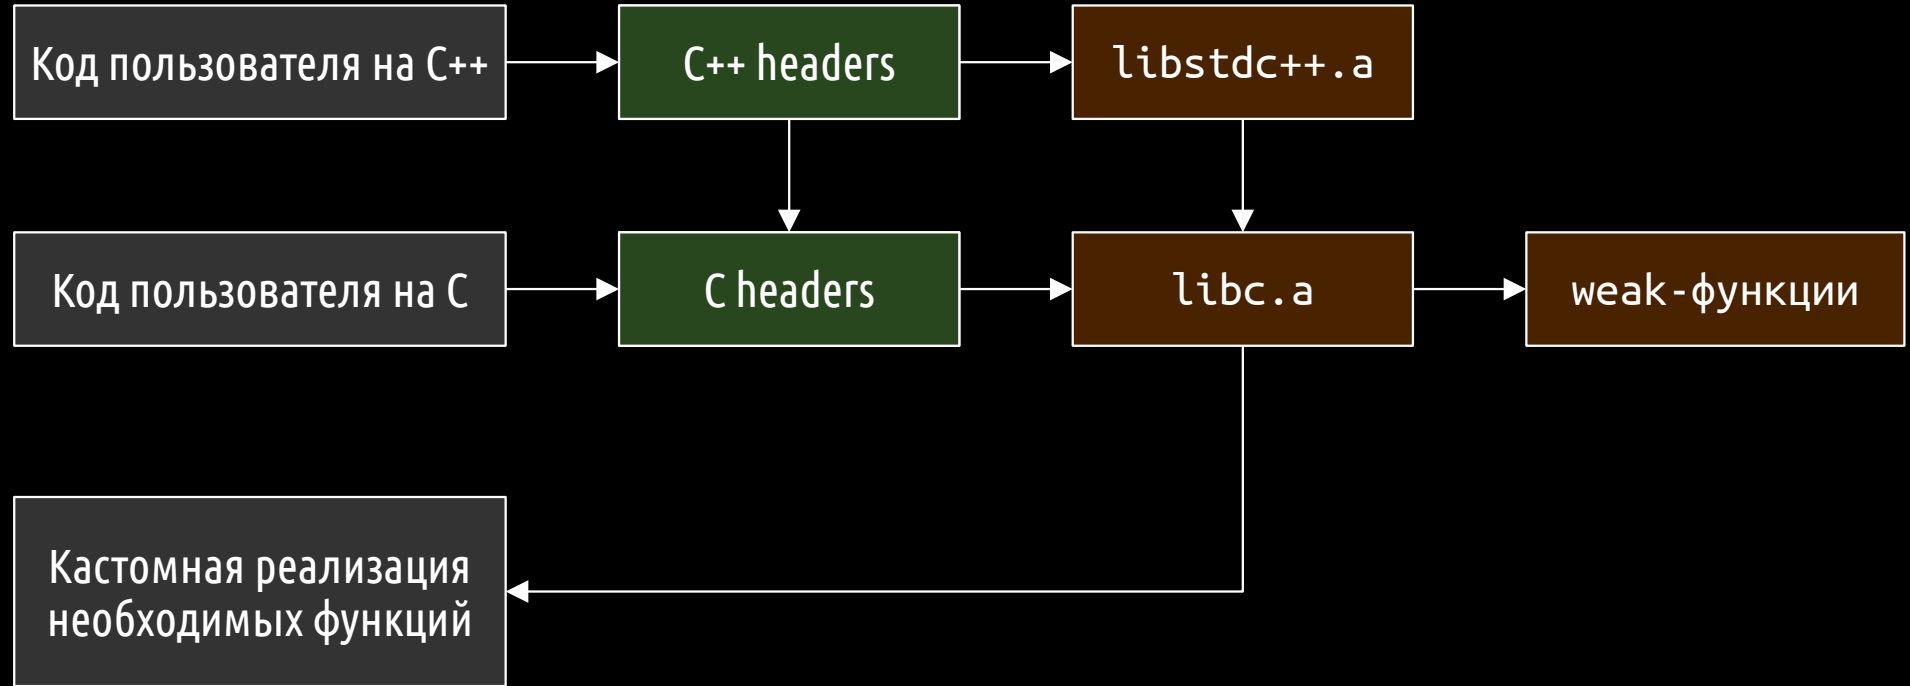 Код пользователя на C++
C++ headers
libstdc++.a
Код пользователя на C
C headers
libc.a
weak-функции
Кастомная реализация
необходимых функций